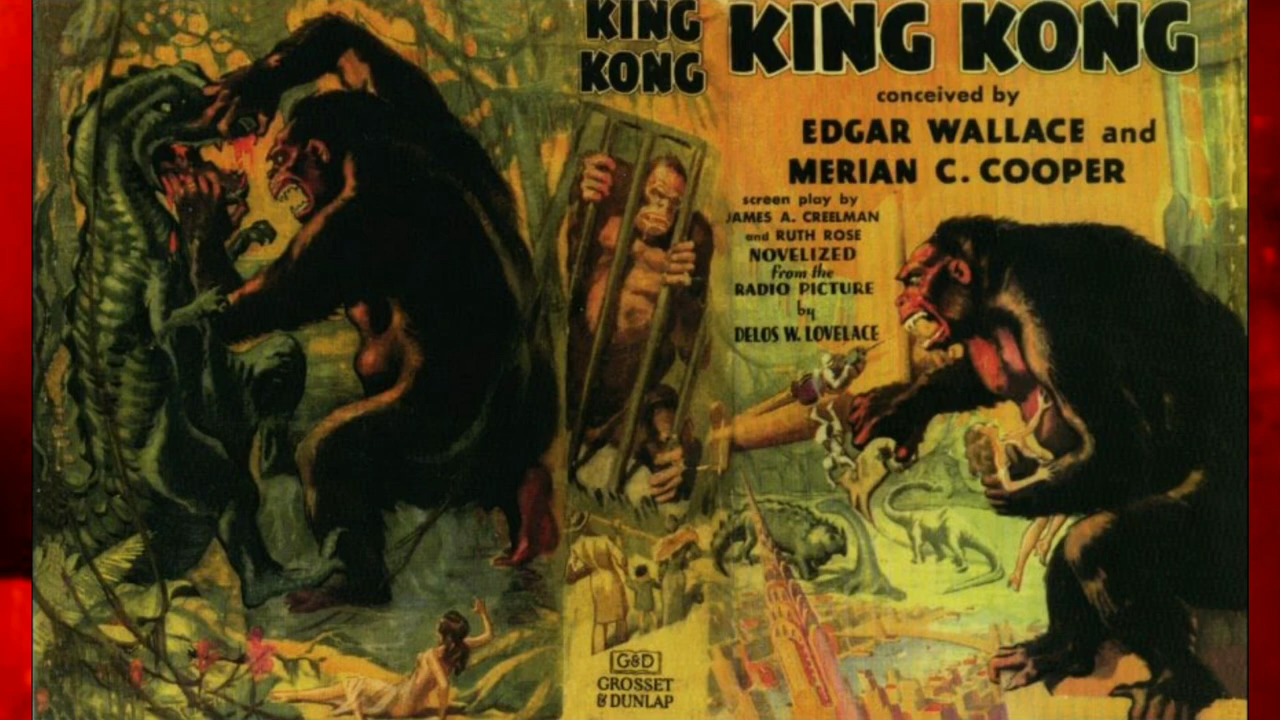 KING
KONG
G&D
GROSSET
& DUNLAP
KING KONG
conceived by
EDGAR WALLACE and
MERIAN C. COOPER
screen play by
JAMES A. CREELMAN
and RUTH ROSE
NOVELIZED
from the
RADIO PICTURE
by
DELOS W. LOVELACE